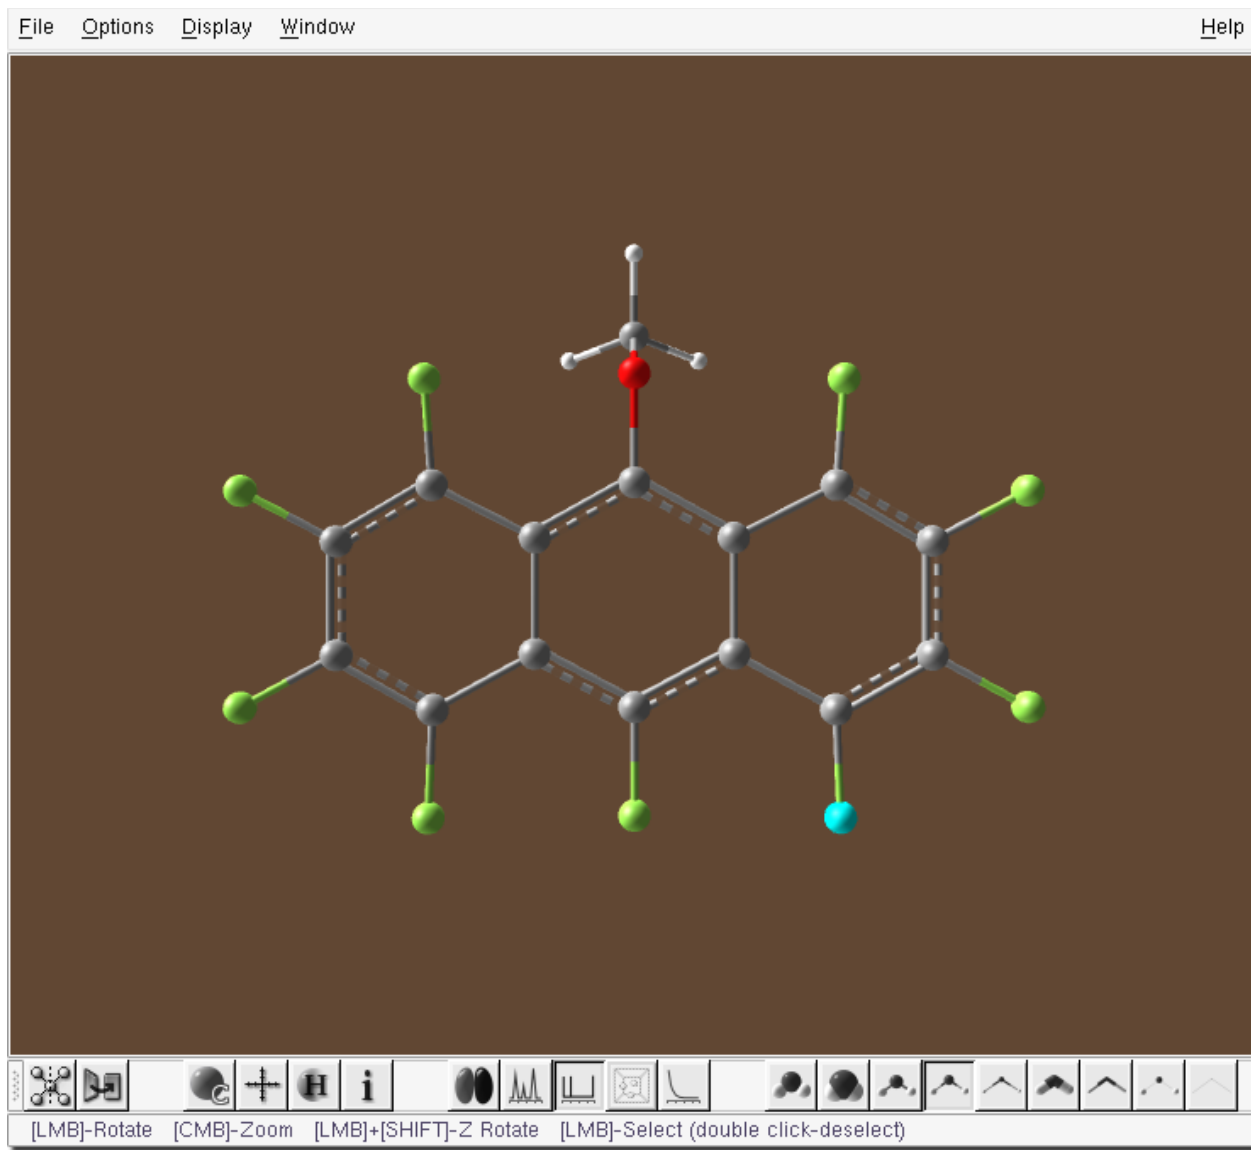 File Options Display Window Help
C H i
[LMB]-Rotate [CMB]-Zoom [LMB]+[SHIFT]-Z Rotate [LMB]-Select (double click-deselect)